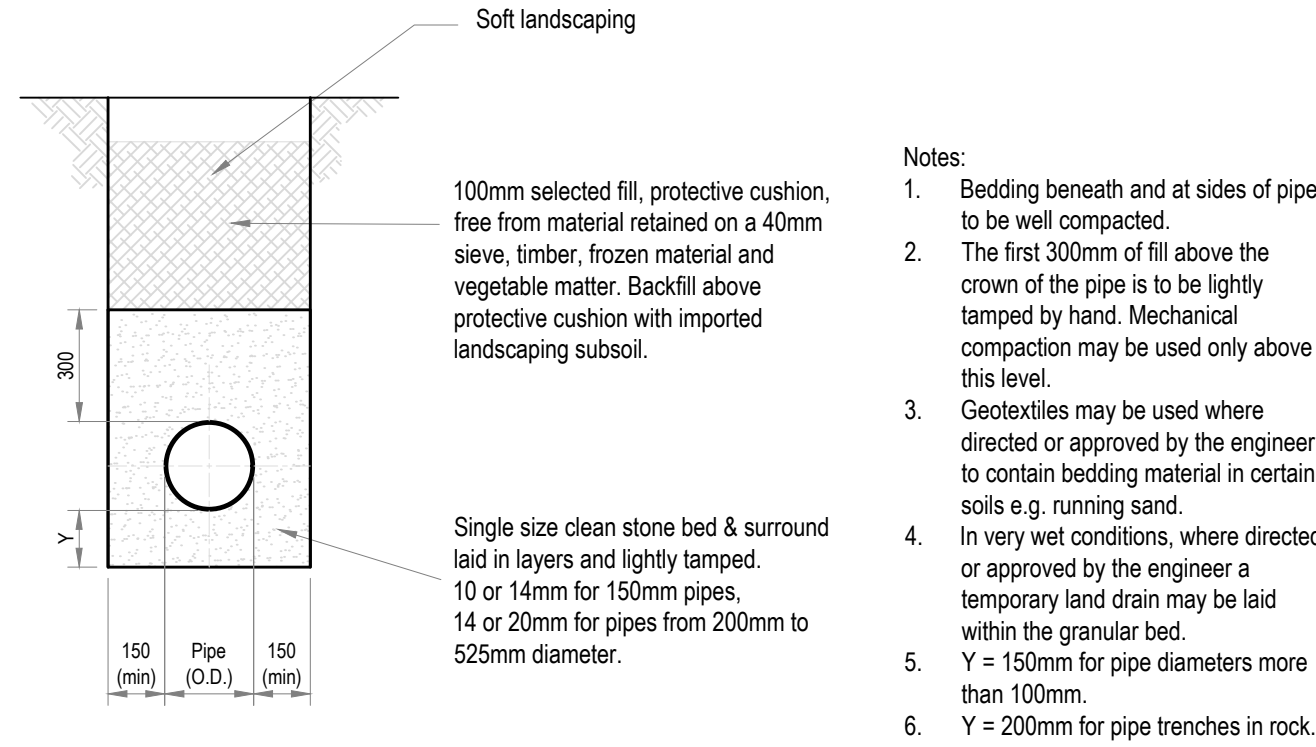 Soft landscaping
100mm selected fill, protective cushion,
free from material retained on a 40mm
sieve, timber, frozen material and
vegetable matter. Backfill above
protective cushion with imported
landscaping subsoil.
300
Single size clean stone bed & surround
laid in layers and lightly tamped.
10 or 14mm for 150mm pipes,
14 or 20mm for pipes from 200mm to
525mm diameter.
Y
150
(min)
Pipe
(O.D.)
150
(min)
Notes:
1. Bedding beneath and at sides of pipe
to be well compacted.
2. The first 300mm of fill above the
crown of the pipe is to be lightly
tamped by hand. Mechanical
compaction may be used only above
this level.
3. Geotextiles may be used where
directed or approved by the engineer
to contain bedding material in certain
soils e.g. running sand.
4. In very wet conditions, where directed
or approved by the engineer a
temporary land drain may be laid
within the granular bed.
5. Y = 150mm for pipe diameters more
than 100mm.
6. Y = 200mm for pipe trenches in rock.